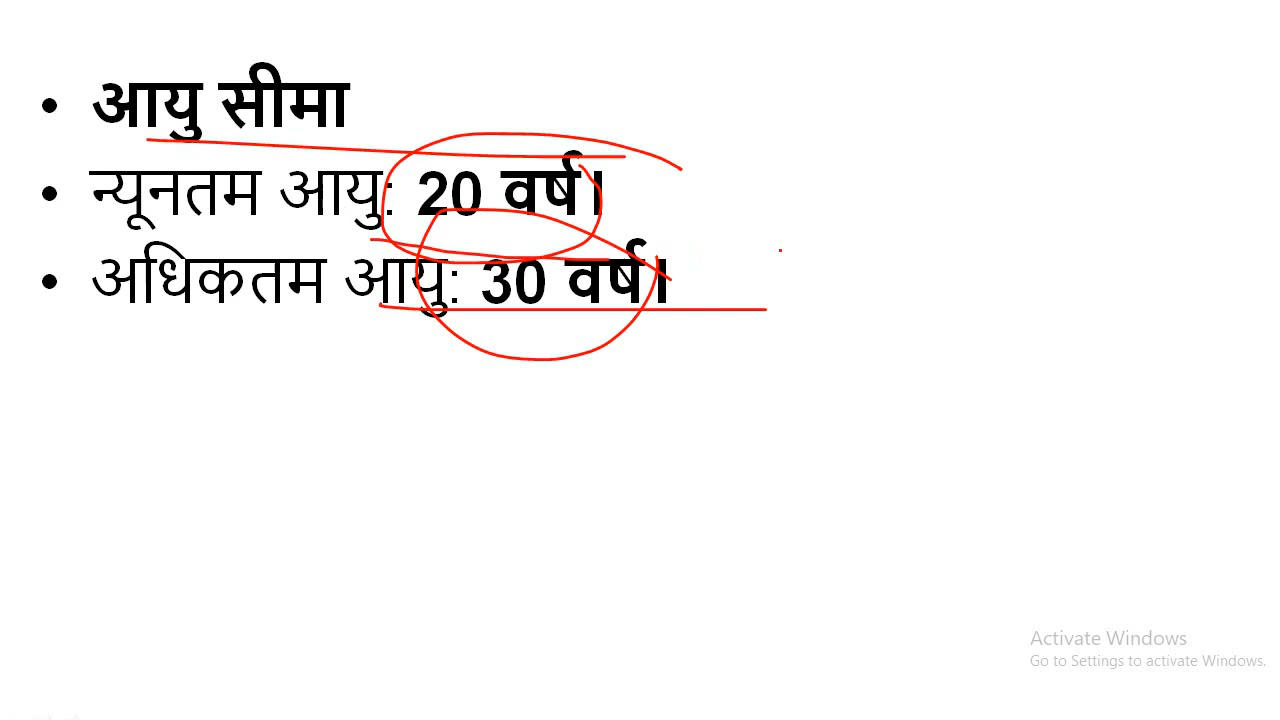 • आयु सीमा
• न्यूनतम आयु: 20 वर्ष।
• अधिकतम आयु: 30 वर्ष।
Activate Windows
Go to Settings to activate Windows.